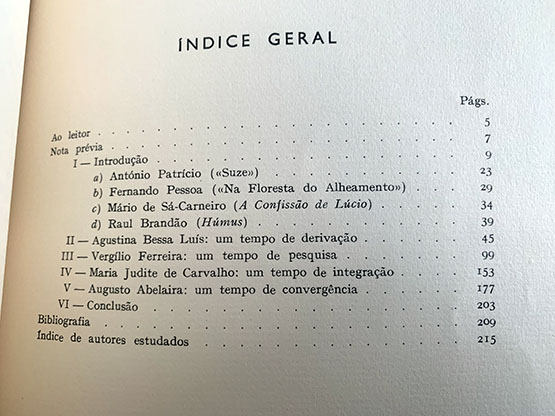 ÍNDICE GERAL
Págs.
Ao leitor . . . . . . . . . . . . . . . 5
Nota prévia . . . . . . . . . . . . . . . 7
I — Introdução . . . . . . . . . . . . . 9
a) António Patrício («Suze») . . . . . . . . 23
b) Fernando Pessoa («Na Floresta do Alheamento») . . . 29
c) Mário de Sá-Carneiro (A Confissão de Lúcio) . . . . 34
d) Raul Brandão (Húmus) . . . . . . . . . 39
II — Agustina Bessa Luís: um tempo de derivação . . . . . 45
III — Vergílio Ferreira: um tempo de pesquisa . . . . . . 99
IV — Maria Judite de Carvalho: um tempo de integração . . . 153
V — Augusto Abelaira: um tempo de convergência . . . . . 177
VI — Conclusão . . . . . . . . . . . . . 203
Bibliografia . . . . . . . . . . . . . . . 209
Índice de autores estudados . . . . . . . . . . . 215